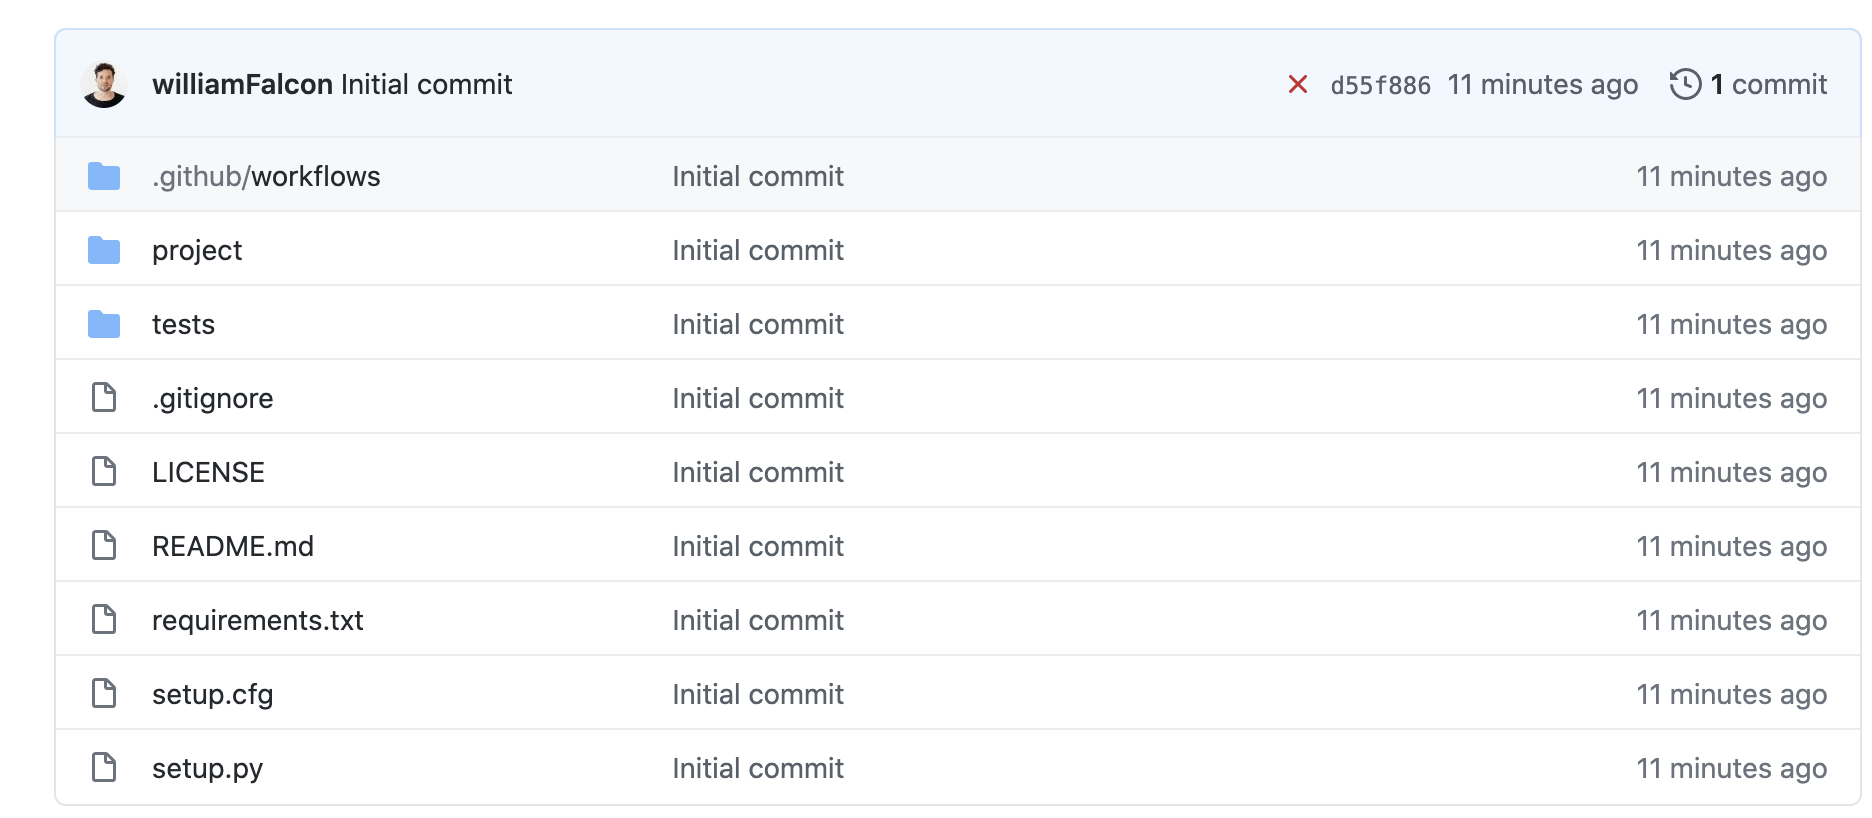 williamFalcon Initial commit d55f886 11 minutes ago 1 commit
.github/workflows Initial commit 11 minutes ago
project Initial commit 11 minutes ago
tests Initial commit 11 minutes ago
.gitignore Initial commit 11 minutes ago
LICENSE Initial commit 11 minutes ago
README.md Initial commit 11 minutes ago
requirements.txt Initial commit 11 minutes ago
setup.cfg Initial commit 11 minutes ago
setup.py Initial commit 11 minutes ago